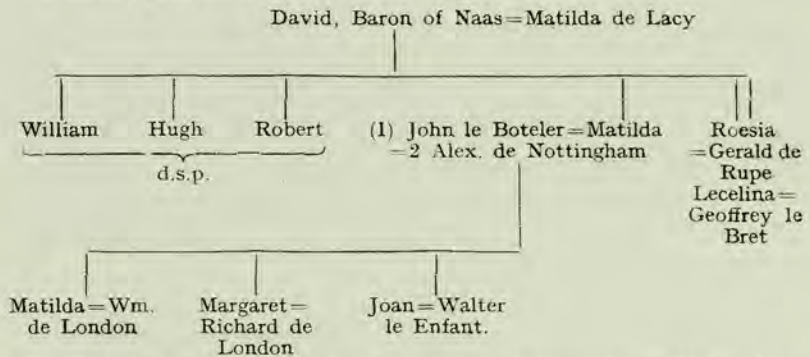 David, Baron of Naas=Matilda de Lacy
William Hugh Robert (1) John le Boteler=Matilda Roesia
=2 Alex. de Nottingham =Gerald de
d.s.p. Rupe
Lecelina=
Geoffrey le
Bret
Matilda=Wm. Margaret= Joan=Walter
de London Richard de le Enfant.
London